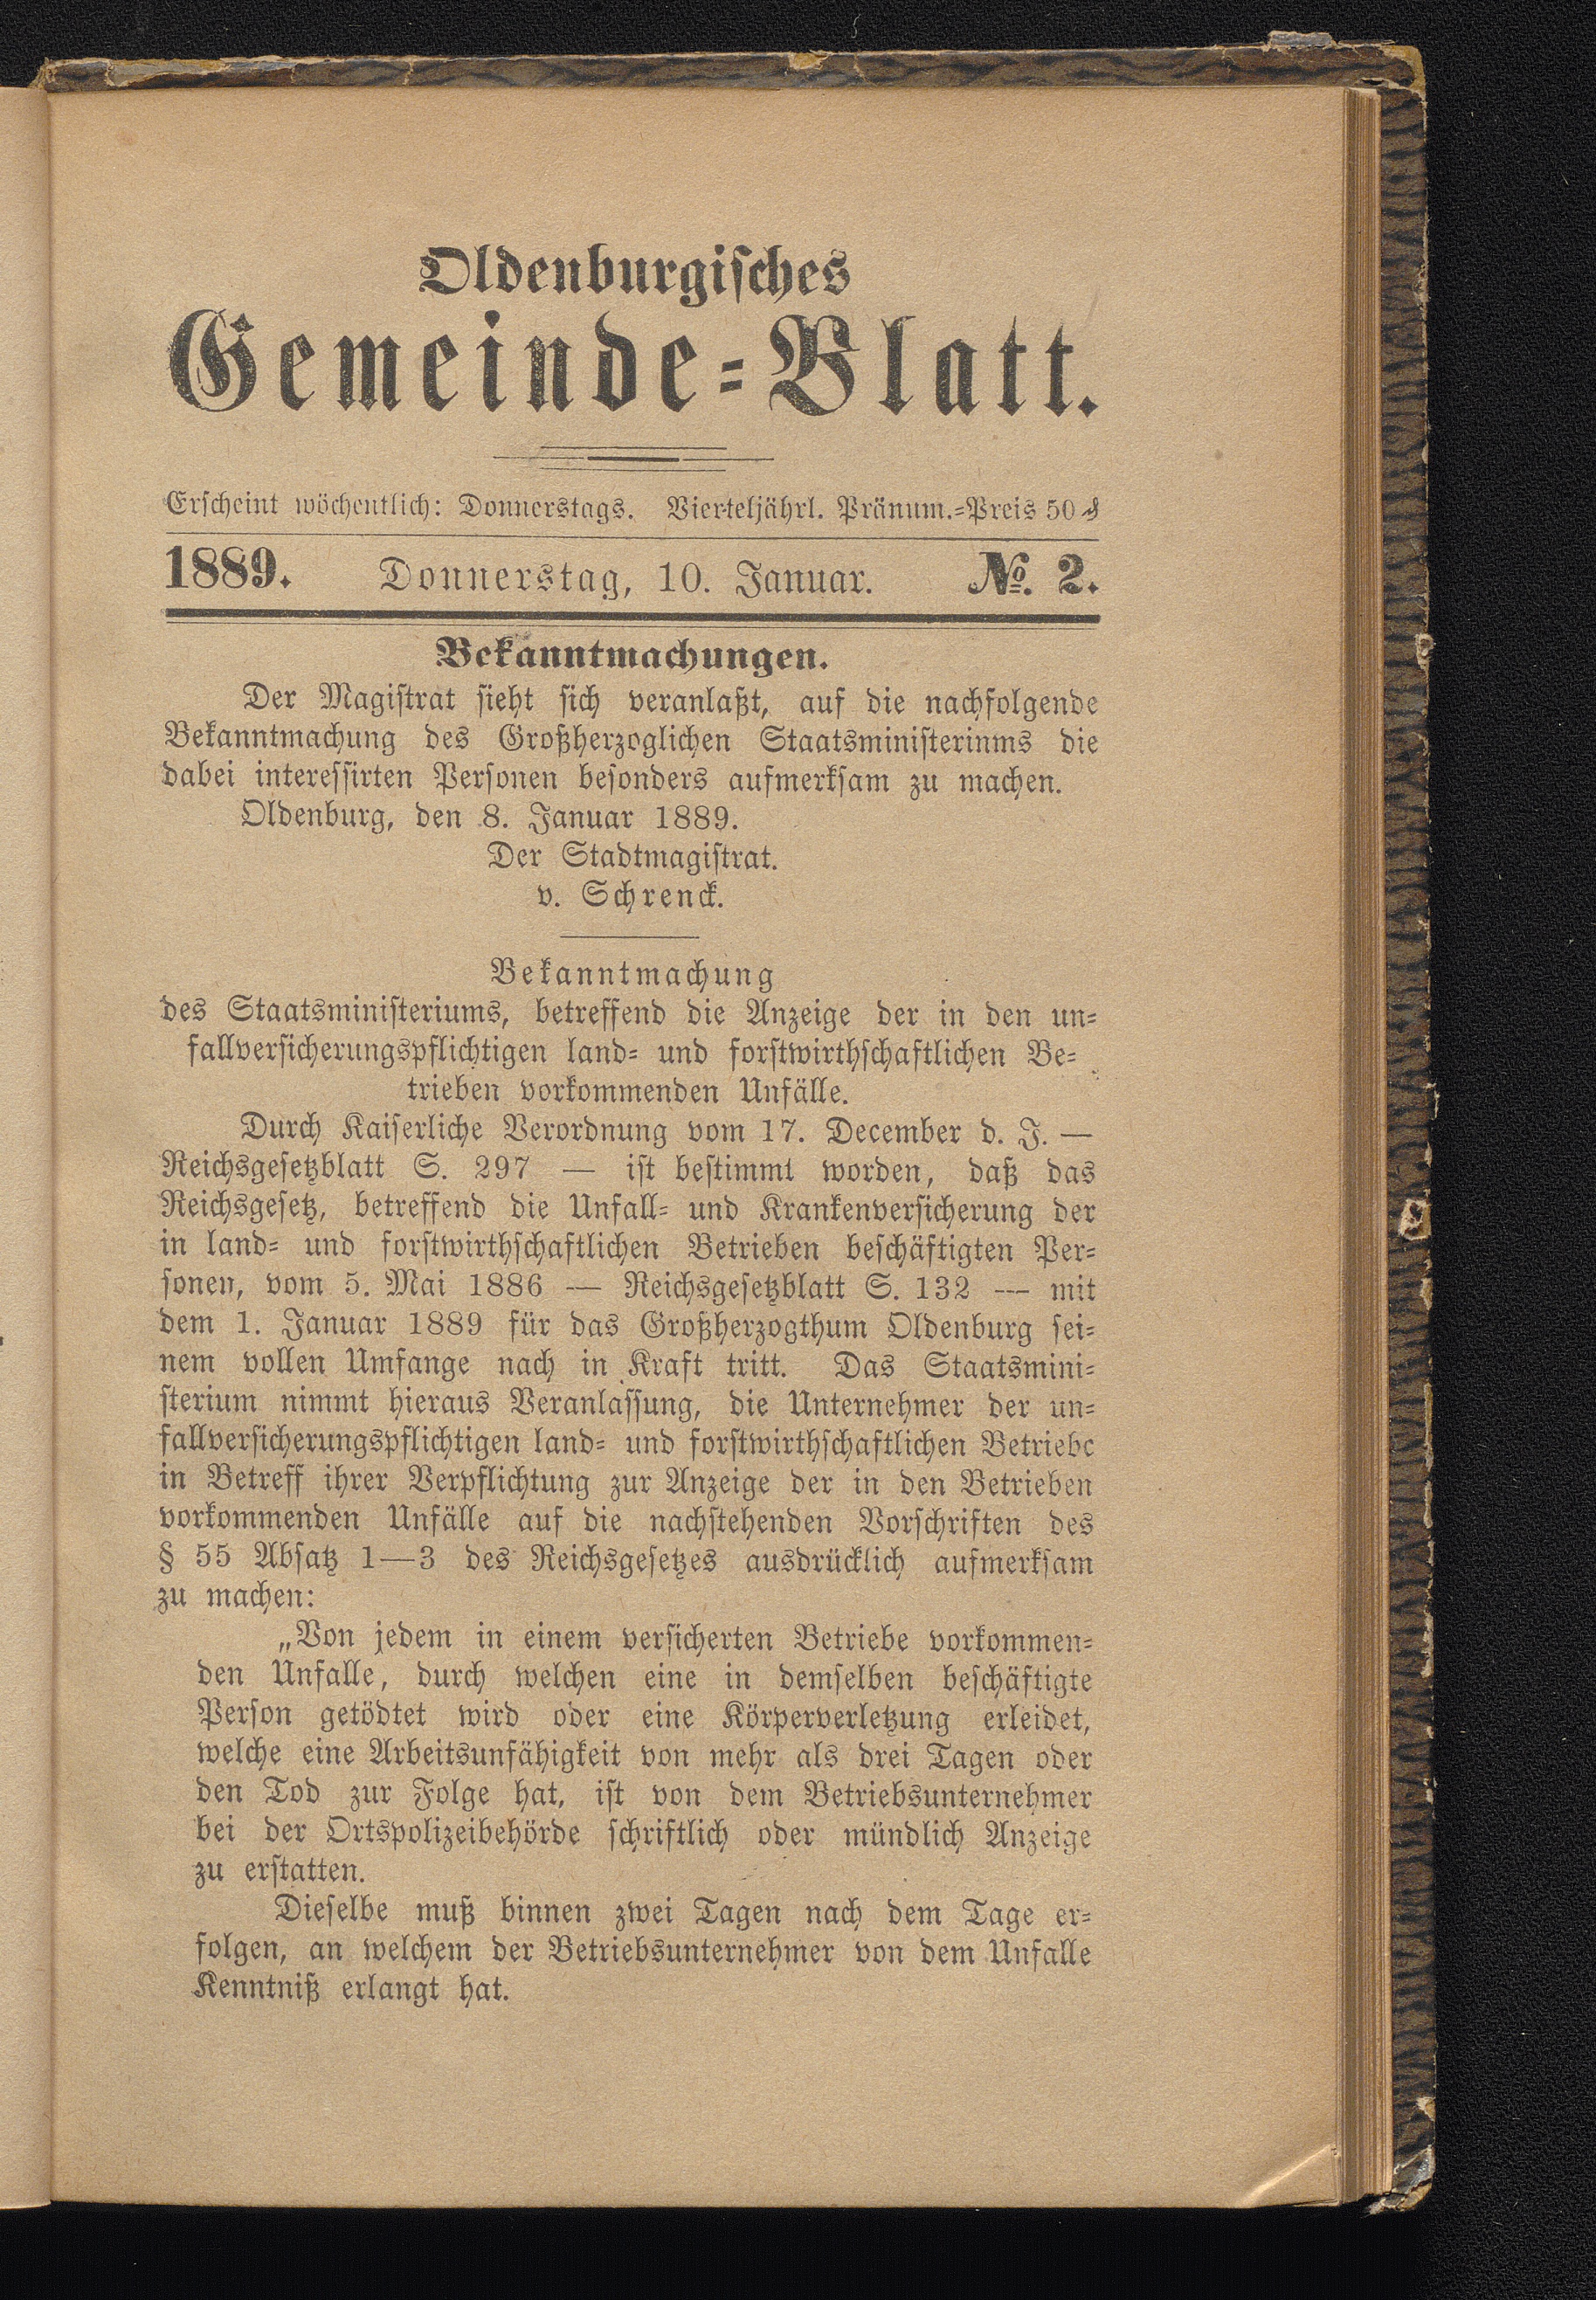 Oldenburgisches
Gemeinde-Blatt.
Erscheint wöchentlich: Donnerstags. Vierteljährl. Pränum.-Preis 50 ₰
1889. Donnerstag, 10. Januar. №. 2.
Bekanntmachungen.
Der Magistrat sieht sich veranlaßt, auf die nachfolgende
Bekanntmachung des Großherzoglichen Staatsministerinms die
dabei interessirten Personen besonders aufmerksam zu machen.
Oldenburg, den 8. Januar 1889.
Der Stadtmagistrat.
v. Schrenck.
Bekanntmachung
des Staatsministeriums, betreffend die Anzeige der in den un-
fallversicherungspflichtigen land- und forstwirthschaftlichen Be-
trieben vorkommenden Unfälle.
Durch Kaiserliche Verordnung vom 17. December d. J. —
Reichsgesetzblatt S. 297 — ist bestimmt worden, daß das
Reichsgesetz, betreffend die Unfall- und Krankenversicherung der
in land- und forstwirthschaftlichen Betrieben beschäftigten Per-
sonen, vom 5. Mai 1886 — Reichsgesetzblatt S. 132 — mit
dem 1. Januar 1889 für das Großherzogthum Oldenburg sei-
nem vollen Umfange nach in Kraft tritt. Das Staatsmini-
sterium nimmt hieraus Veranlassung, die Unternehmer der un-
fallversicherungspflichtigen land- und forstwirthschaftlichen Betriebe
in Betreff ihrer Verpflichtung zur Anzeige der in den Betrieben
vorkommenden Unfälle auf die nachstehenden Vorschriften des
§ 55 Absatz 1—3 des Reichsgesetzes ausdrücklich aufmerksam
zu machen:
„Von jedem in einem versicherten Betriebe vorkommen-
den Unfalle, durch welchen eine in demselben beschäftigte
Person getödtet wird oder eine Körperverletzung erleidet,
welche eine Arbeitsunfähigkeit von mehr als drei Tagen oder
den Tod zur Folge hat, ist von dem Betriebsunternehmer
bei der Ortspolizeibehörde schriftlich oder mündlich Anzeige
zu erstatten.
Dieselbe muß binnen zwei Tagen nach dem Tage er-
folgen, an welchem der Betriebsunternehmer von dem Unfalle
Kenntniß erlangt hat.